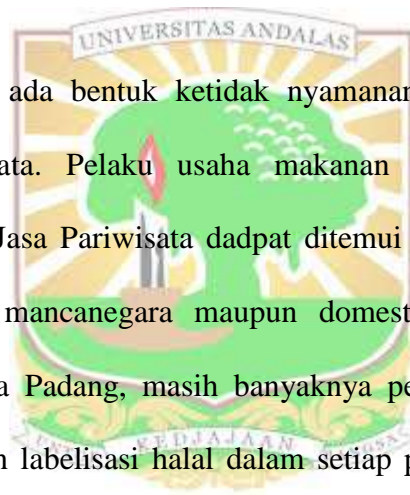 UNIVERSITAS ANDALAS
ada bentuk ketidak nyamanan
ata. Pelaku usaha makanan
Jasa Pariwisata dadpat ditemui
mancanegara maupun domest
a Padang, masih banyaknya pe
KEDJAJAAN
n labelisasi halal dalam setiap p